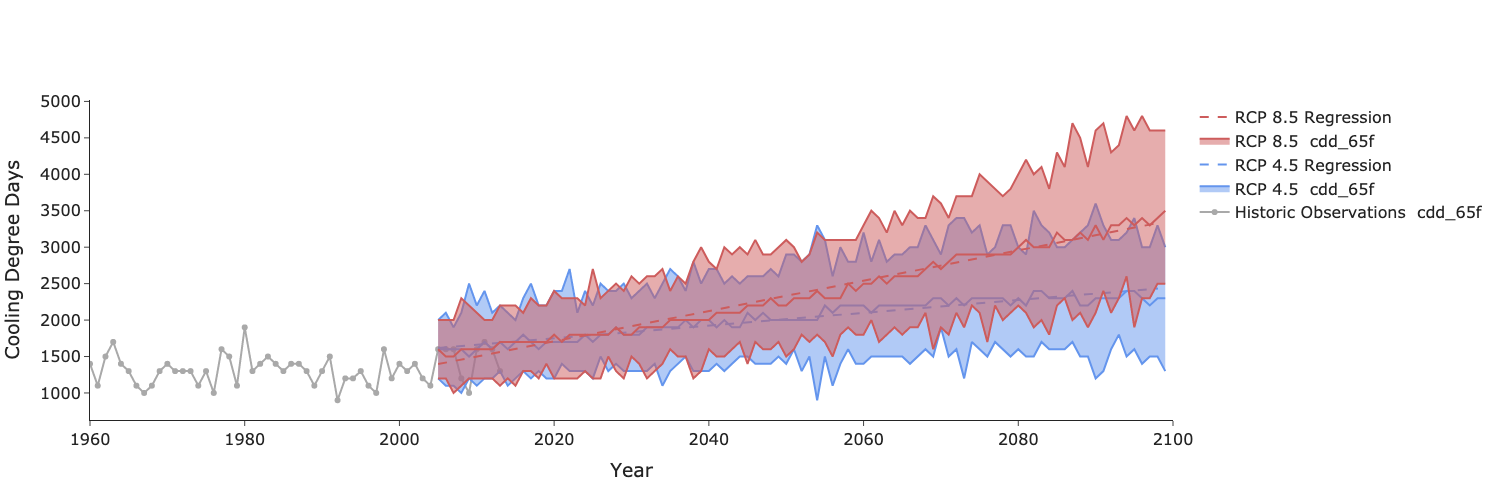 5000
4500
4000
3500
3000
2500
2000
1500
1000
Cooling Degree Days
1960
1980
2000
2020
2040
2060
2080
2100
Year
RCP 8.5 Regression
RCP 8.5  cdd_65f
RCP 4.5 Regression
RCP 4.5  cdd_65f
Historic Observations  cdd_65f